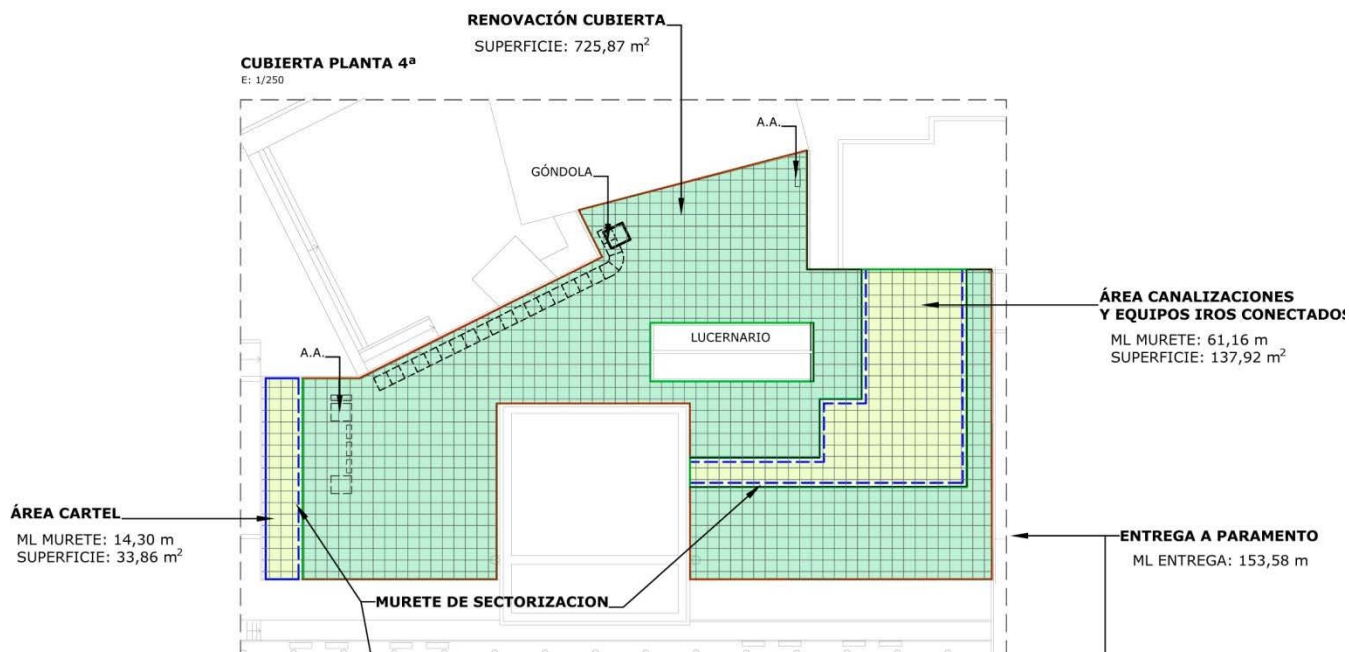 RENOVACIÓN CUBIERTA
SUPERFICIE: 725,87 m²
CUBIERTA PLANTA 4ª
E: 1/250
A.A.
GÓNDOLA
ÁREA CANALIZACIONES
Y EQUIPOS IROS CONECTADOS
ML MURETE: 61,16 m
SUPERFICIE: 137,92 m²
LUCERNARIO
A.A.
ÁREA CARTEL
ML MURETE: 14,30 m
SUPERFICIE: 33,86 m²
ENTREGA A PARAMENTO
ML ENTREGA: 153,58 m
MURETE DE SECTORIZACION